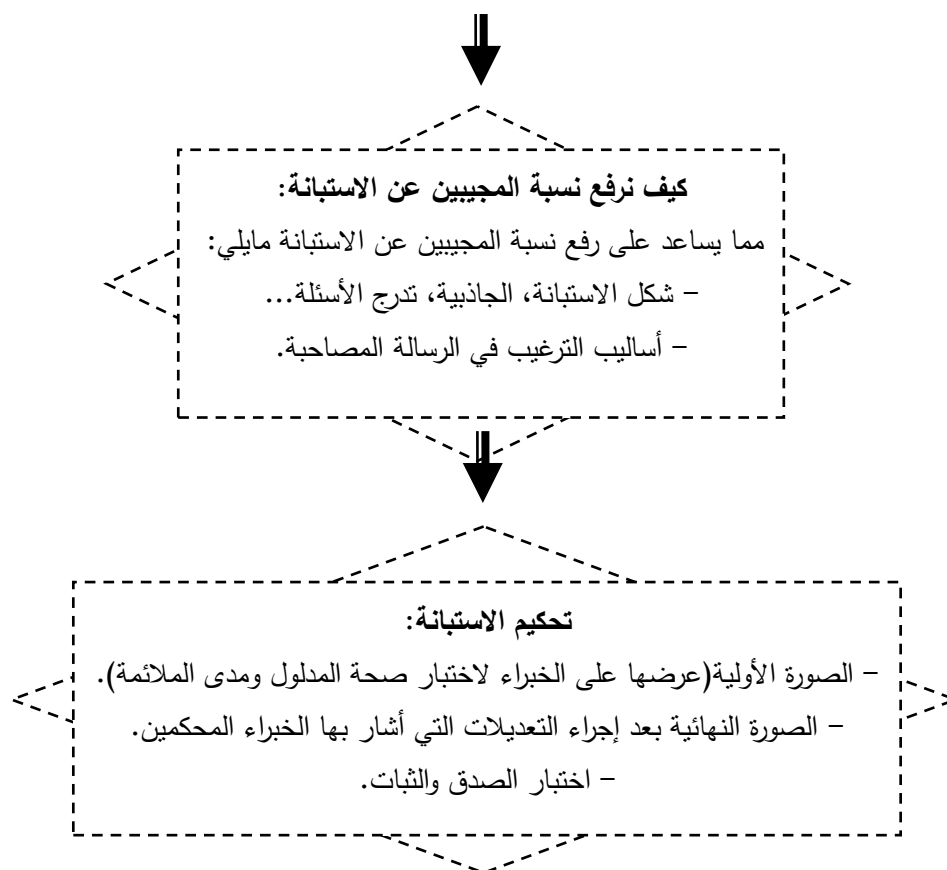 كيف نرفع نسبة المجيبين عن الاستبانة:
مما يساعد على رفع نسبة المجيبين عن الاستبانة مايلي:
- شكل الاستبانة، الجاذبية، تدرج الأسئلة...
- أساليب الترغيب في الرسالة المصاحبة.
تحكيم الاستبانة:
- الصورة الأولية(عرضها على الخبراء لاختبار صحة المدلول ومدى الملائمة).
- الصورة النهائية بعد إجراء التعديلات التي أشار بها الخبراء المحكمين.
- اختبار الصدق والثبات.